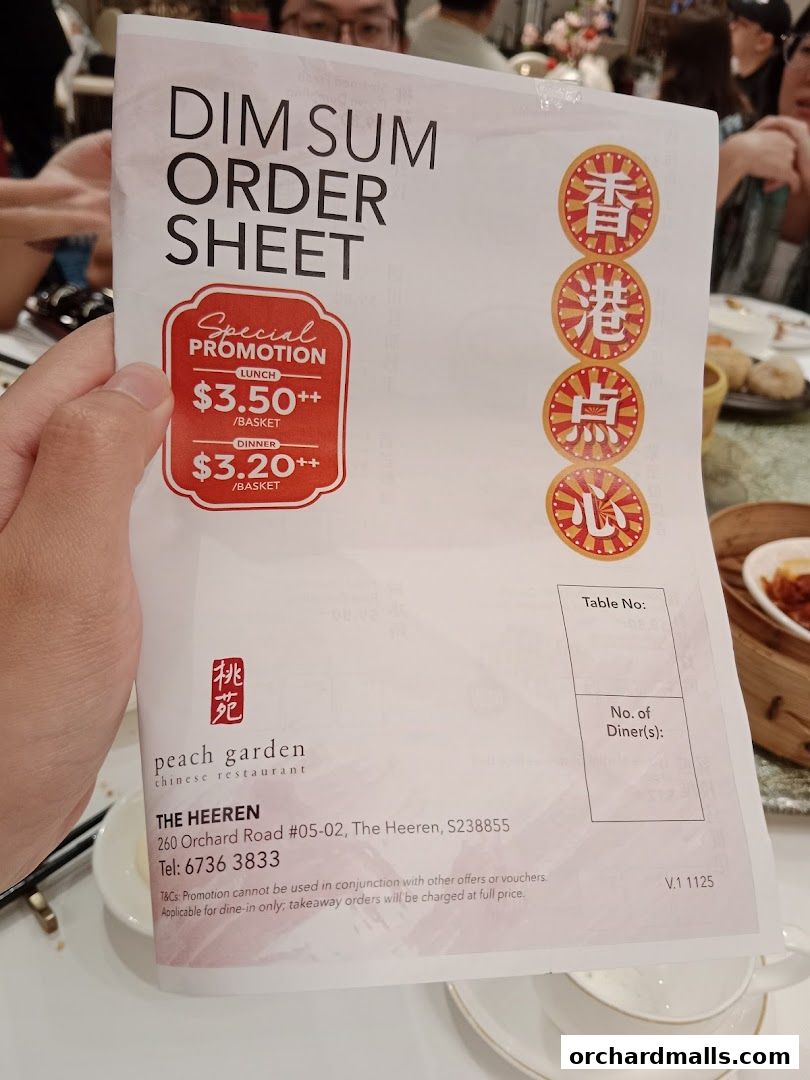 DIM SUM
ORDER
SHEET
Special
PROMOTION
LUNCH
$3.50++
/BASKET
DINNER
$3.20++
/BASKET
香
港
点
心
Table No:
No. of
Diner(s):
桃
苑
peach garden
chinese restaurant
THE HEEREN
260 Orchard Road #05-02, The Heeren, S238855
Tel: 6736 3833
T&Cs: Promotion cannot be used in conjunction with other offers or vouchers.
Applicable for dine-in only; takeaway orders will be charged at full price.
V.1 1125
orchardmalls.com